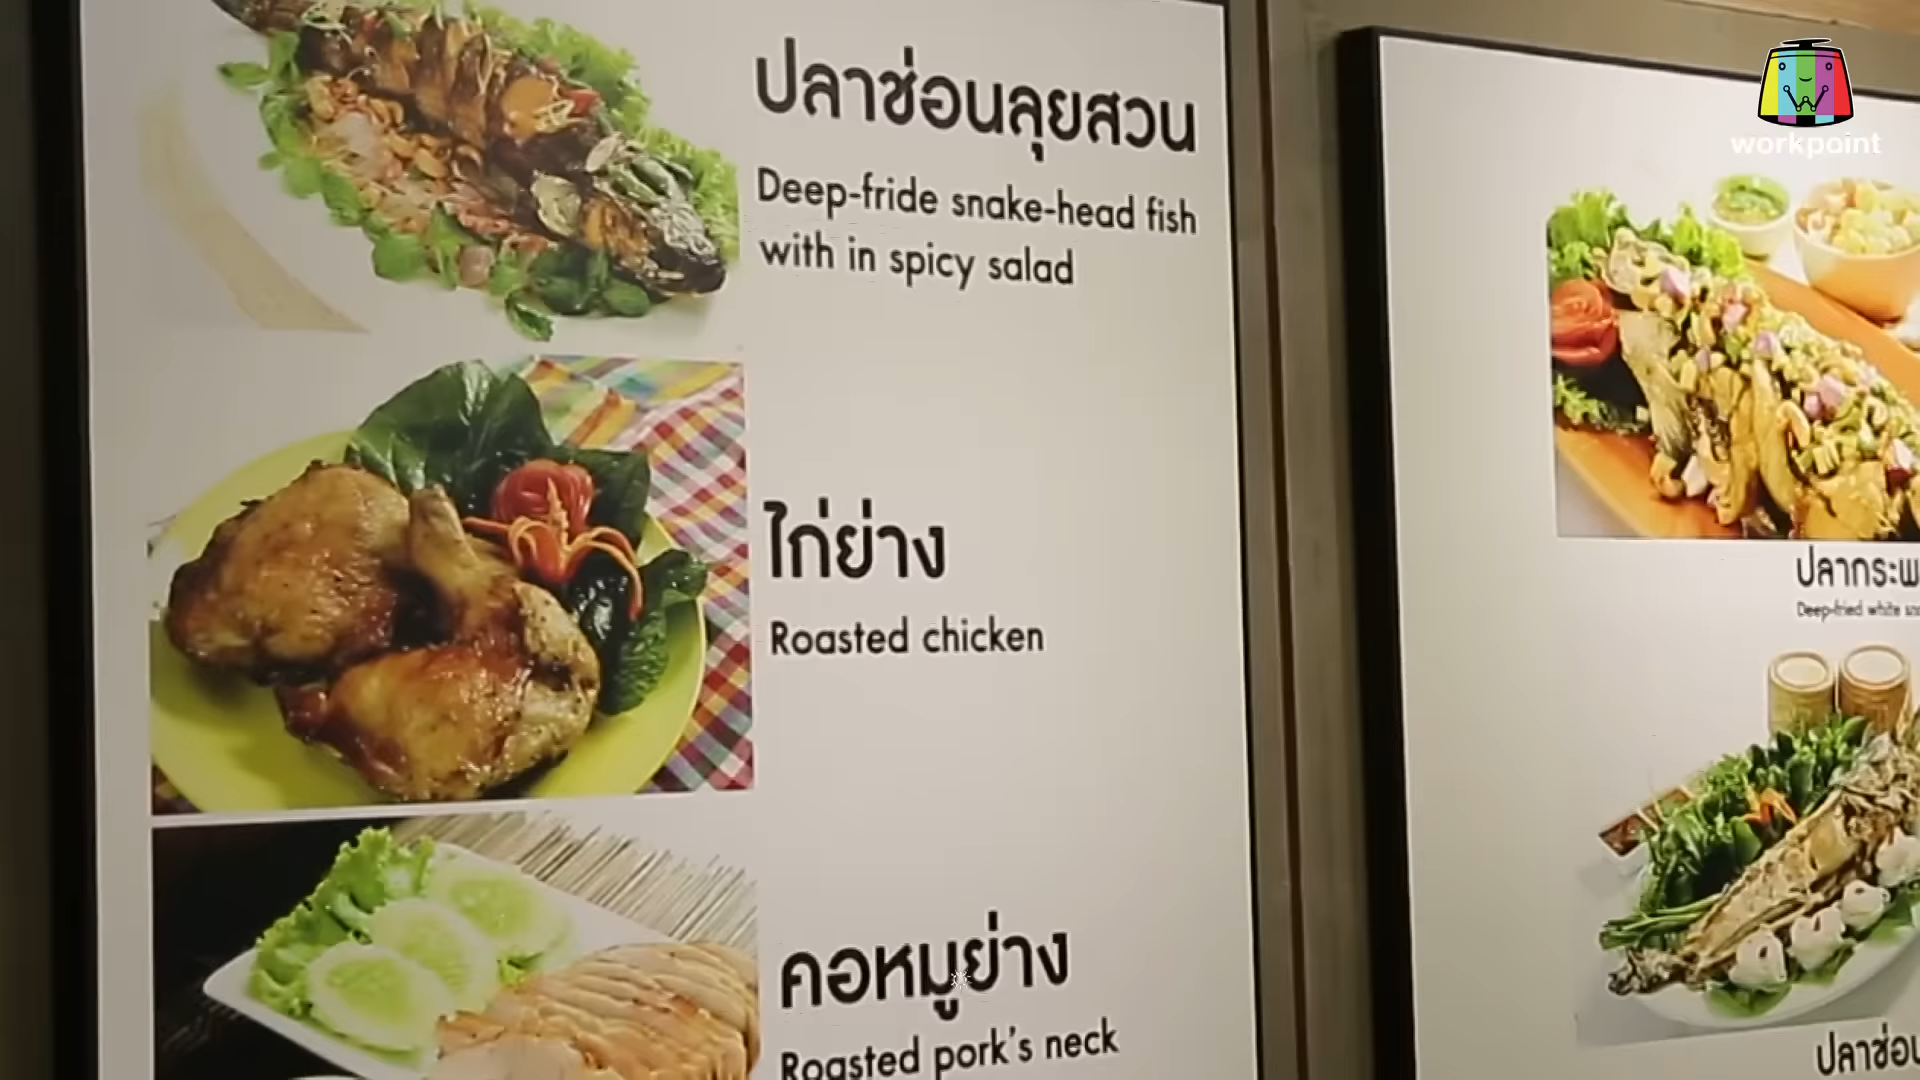 ปลาช่อนลุยสวน
Deep-fride snake-head fish
with in spicy salad
ไก่ย่าง
Roasted chicken
คอหมูย่าง
Roasted pork's neck
workpoint
ปลากระพ
Deep-fried white sna
ปลาช่อน